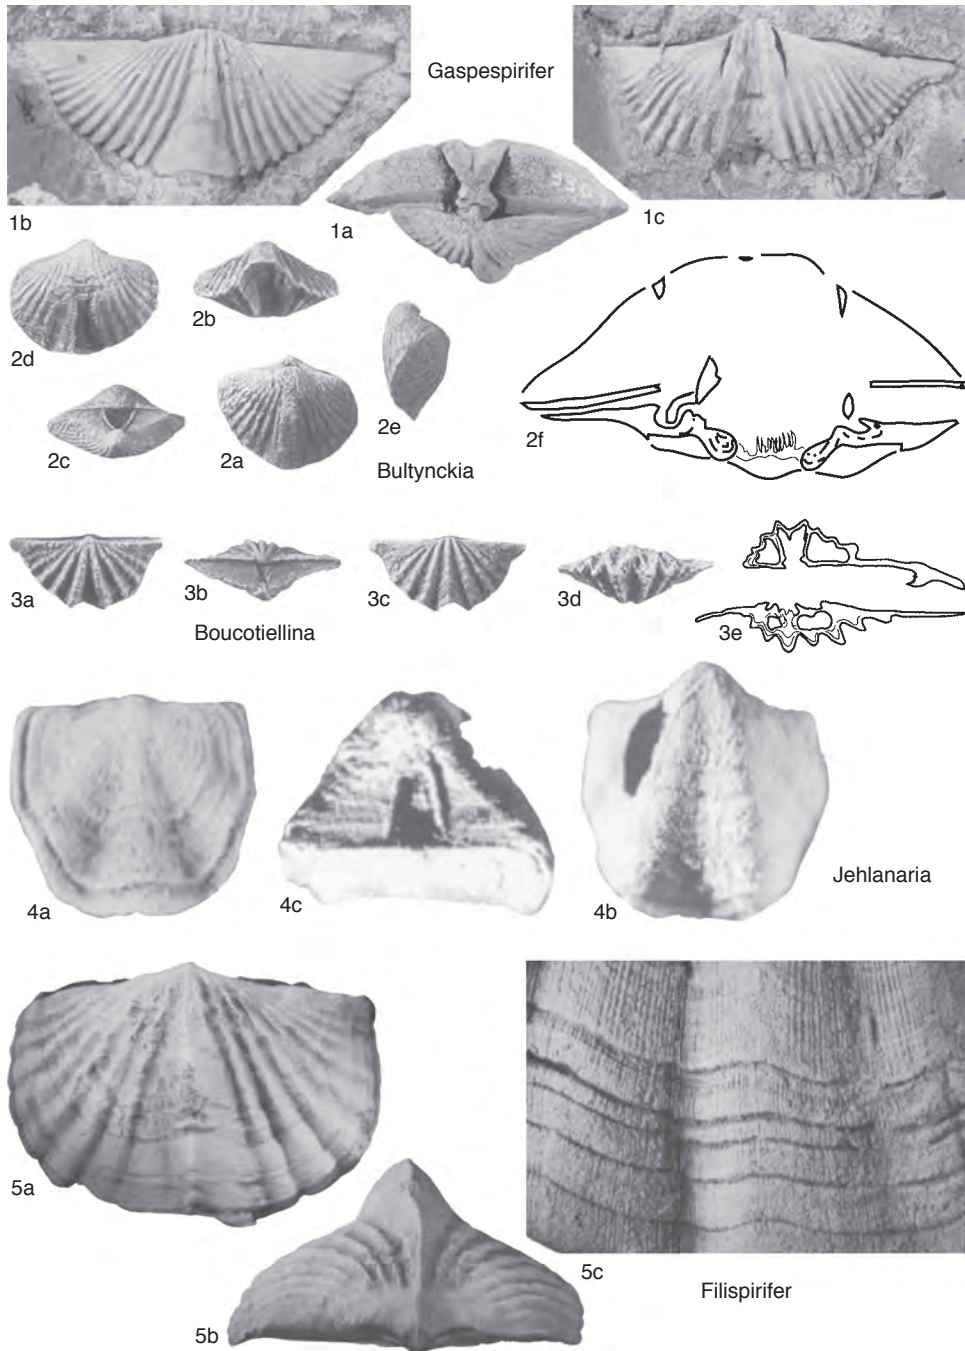 Gaspespirifer
1b
1a
1c
2d
2b
2e
2f
2c
2a
Bultynckia
3a
3b
3c
3d
3e
Boucotiellina
4a
4c
4b
Jehlanaria
5a
5c
Filispirifer
5b